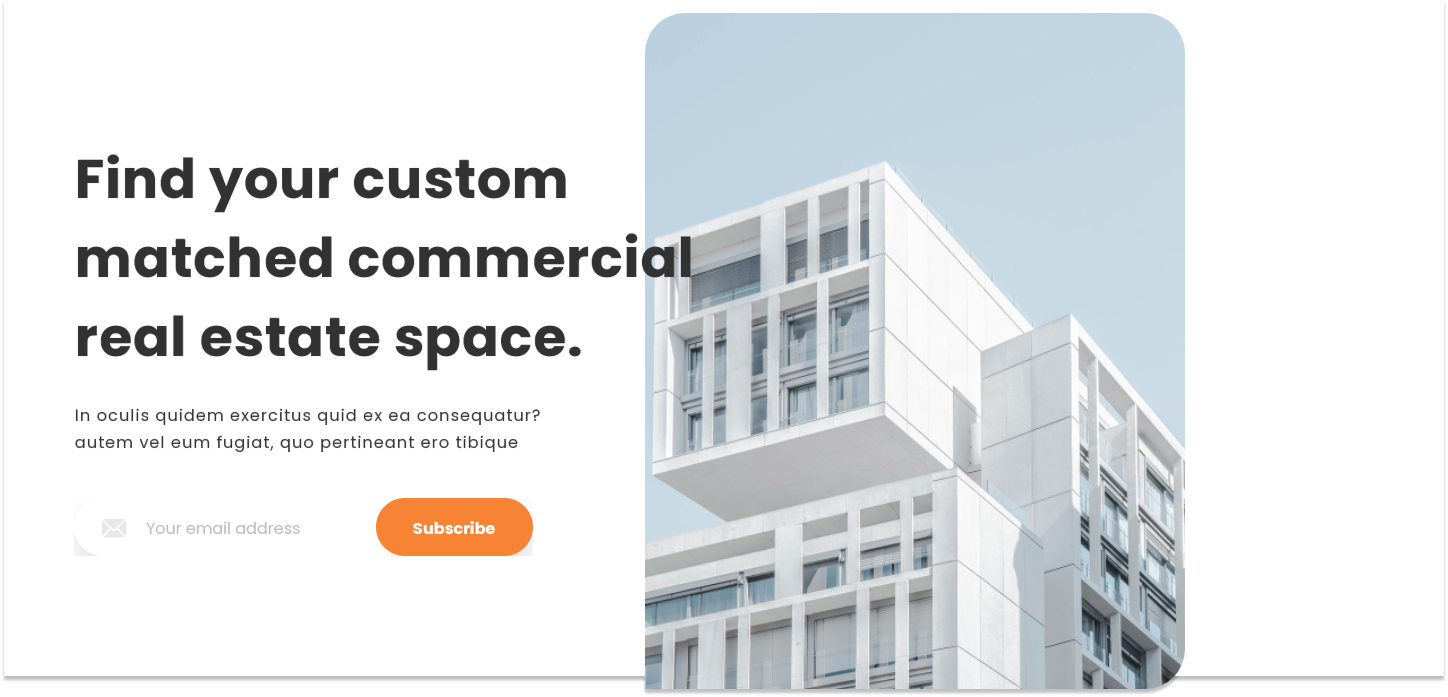 Find your custom
matched commercial
real estate space.
In oculis quidem exercitus quid ex ea consequatur?
autem vel eum fugiat, quo pertineant ero tibique
Your email address
Subscribe